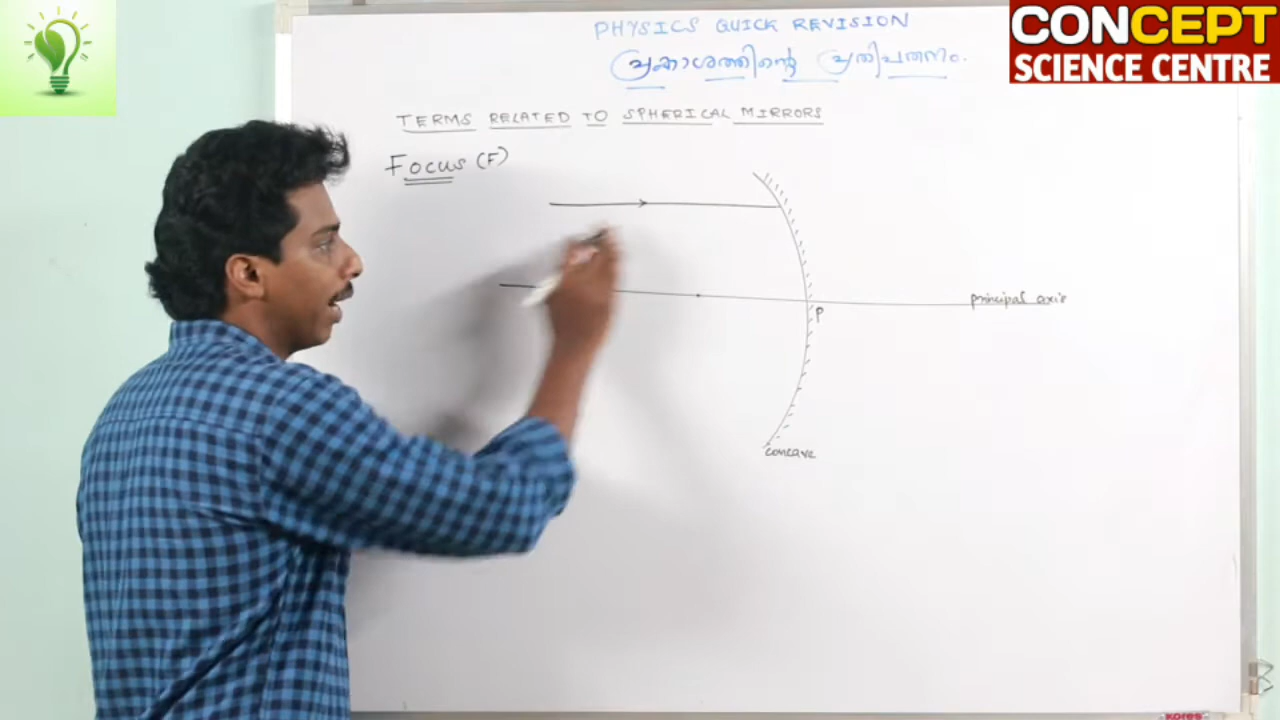 CONCEPT
SCIENCE CENTRE
PHYSICS QUICK REVISION
പ്രകാശത്തിന്റെ പ്രതിപതനം.
TERMS RELATED TO SPHERICAL MIRRORS
Focus (F)
principal axis
P
concave
kores